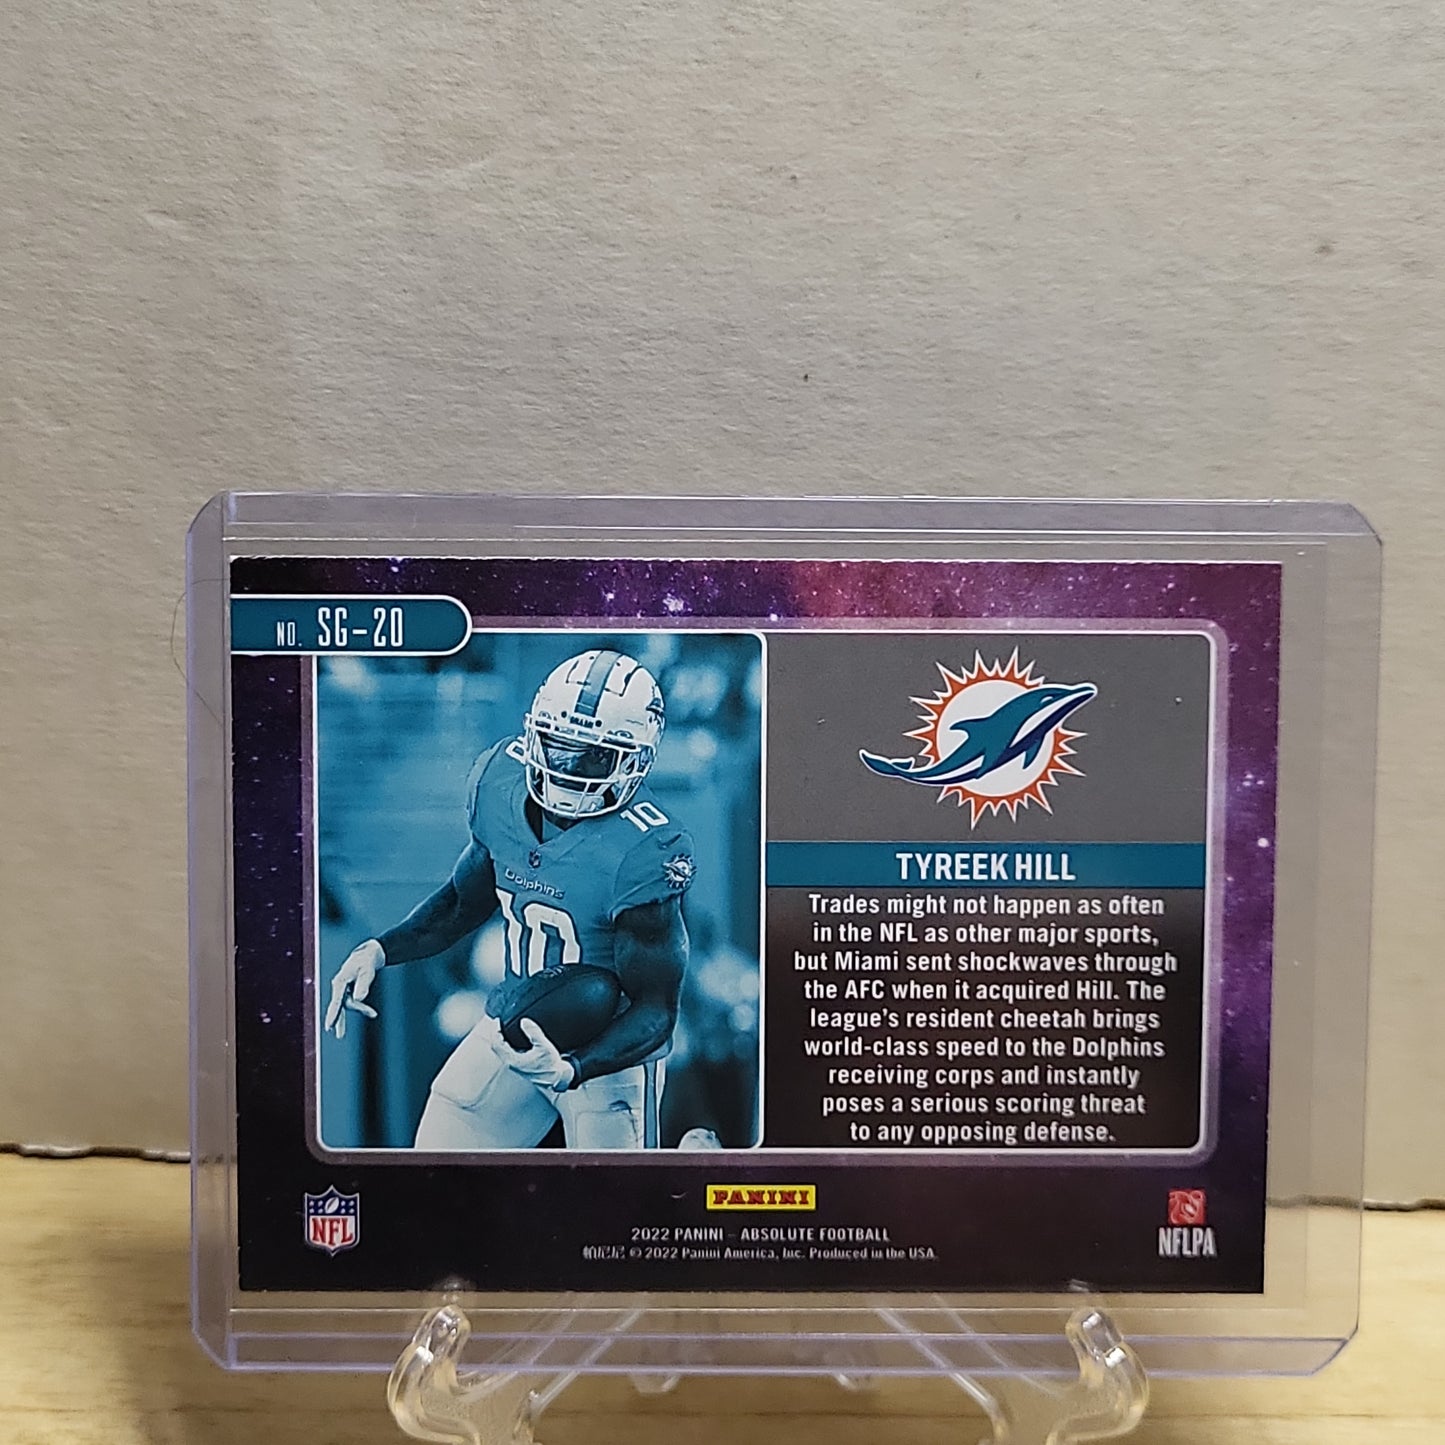 NO. SG-20
10
Dolphins
10
TYREEK HILL
Trades might not happen as often
in the NFL as other major sports,
but Miami sent shockwaves through
the AFC when it acquired Hill. The
league's resident cheetah brings
world-class speed to the Dolphins
receiving corps and instantly
poses a serious scoring threat
to any opposing defense.
NFL
PANINI
2022 PANINI - ABSOLUTE FOOTBALL
帕尼尼 © 2022 Panini America, Inc. Produced in the USA.
NFLPA